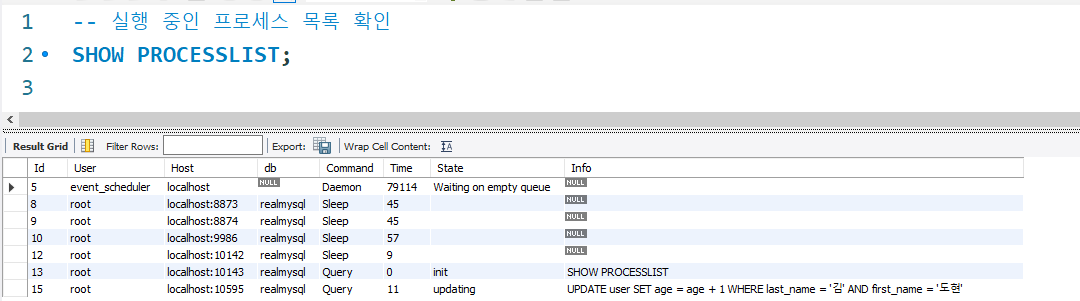 1 -- 실행 중인 프로세스 목록 확인
2 SHOW PROCESSLIST;
3
Result Grid Filter Rows: Export: Wrap Cell Content: IA
Id User Host db Command Time State Info
5 event_scheduler localhost NULL Daemon 79114 Waiting on empty queue NULL
8 root localhost:8873 realmysql Sleep 45 NULL
9 root localhost:8874 realmysql Sleep 45 NULL
10 root localhost:9986 realmysql Sleep 57 NULL
12 root localhost:10142 realmysql Sleep 9 NULL
13 root localhost:10143 realmysql Query 0 init SHOW PROCESSLIST
15 root localhost:10595 realmysql Query 11 updating UPDATE user SET age = age + 1 WHERE last_name = '김' AND first_name = '도현'